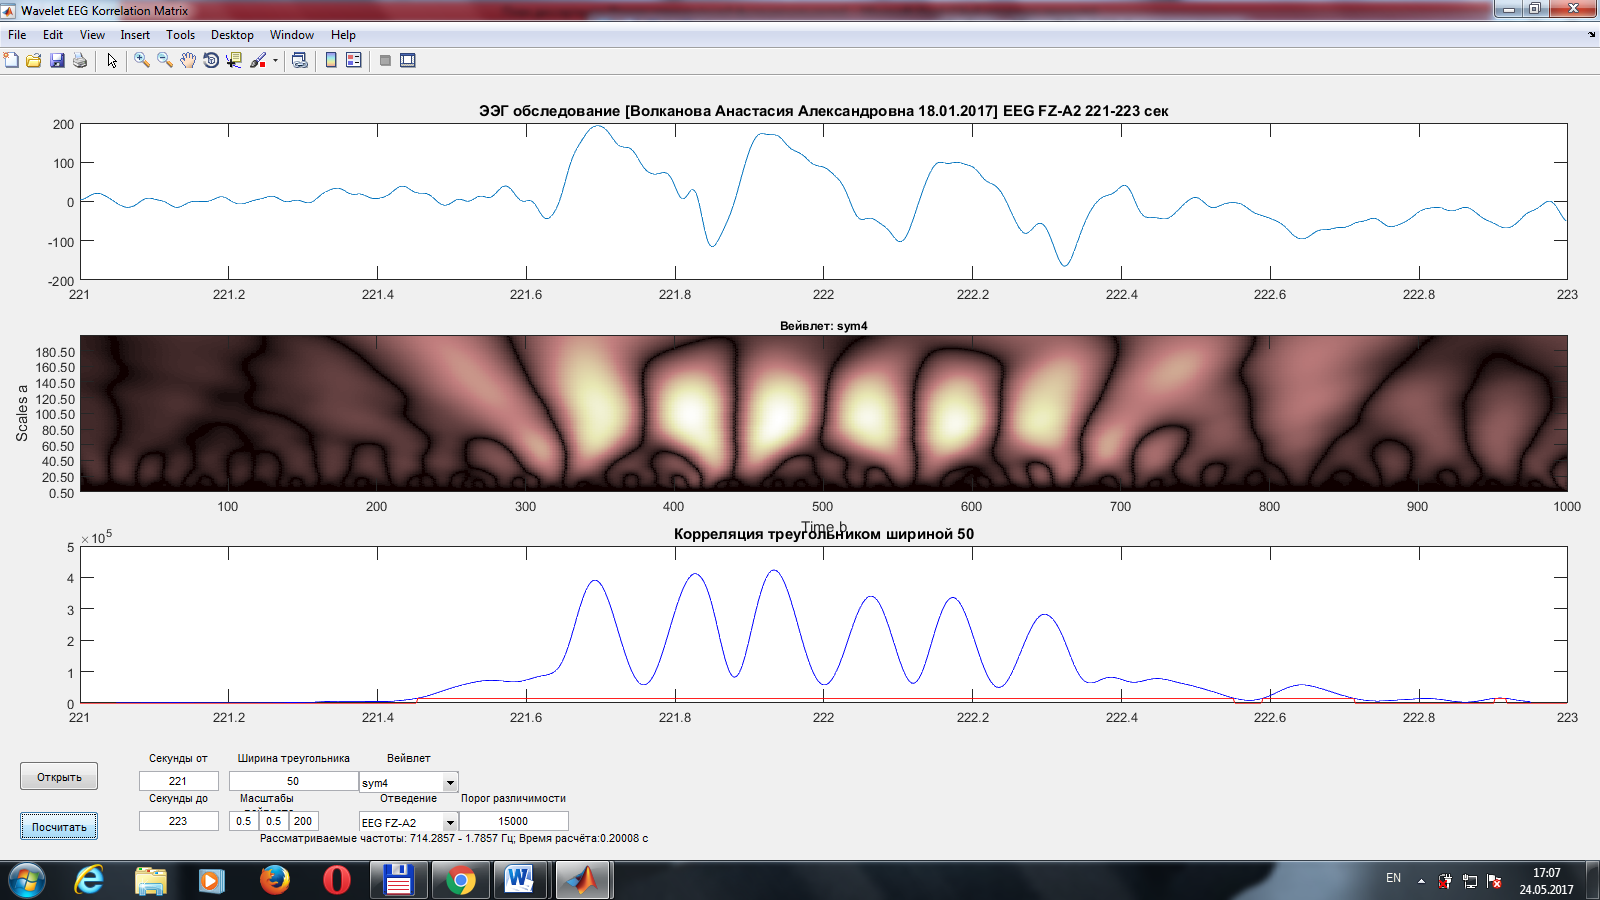 Wavelet EEG Korrelation Matrix
File Edit View Insert Tools Desktop Window Help
ЭЭГ обследование [Волканова Анастасия Александровна 18.01.2017] EEG FZ-A2 221-223 сек
200
100
0
-100
-200
221 221.2 221.4 221.6 221.8 222 222.2 222.4 222.6 222.8 223
Вейвлет: sym4
Scales a
180.50
160.50
140.50
120.50
100.50
80.50
60.50
40.50
20.50
0.50
100 200 300 400 500 600 700 800 900 1000
Time b
Корреляция треугольником шириной 50
×10^5
5
4
3
2
1
0
221 221.2 221.4 221.6 221.8 222 222.2 222.4 222.6 222.8 223
Секунды от Ширина треугольника Вейвлет
Открыть 221 50 sym4
Секунды до Масштабы Отведение Порог различимости
Посчитать 223 0.5 0.5 200 EEG FZ-A2 15000
Рассматриваемые частоты: 714.2857 - 1.7857 Гц; Время расчёта:0.20008 с
EN 17:07
24.05.2017